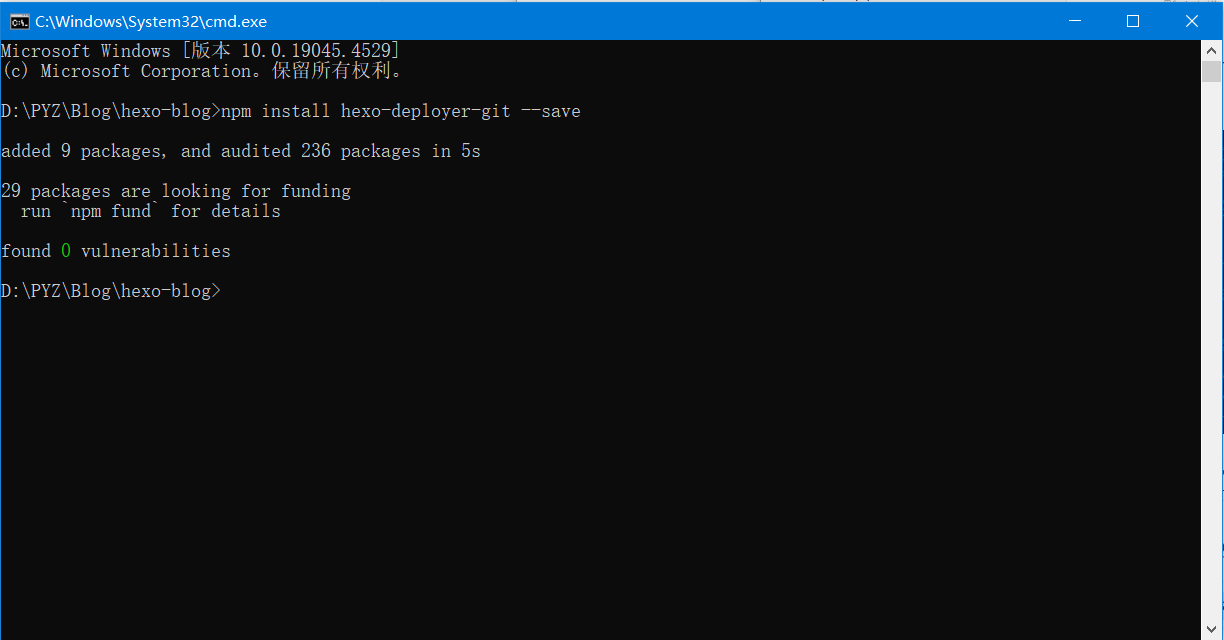 C:\Windows\System32\cmd.exe
Microsoft Windows [版本 10.0.19045.4529]
(c) Microsoft Corporation。保留所有权利。
D:\PYZ\Blog\hexo-blog>npm install hexo-deployer-git --save
added 9 packages, and audited 236 packages in 5s
29 packages are looking for funding
  run `npm fund` for details
found 0 vulnerabilities
D:\PYZ\Blog\hexo-blog>